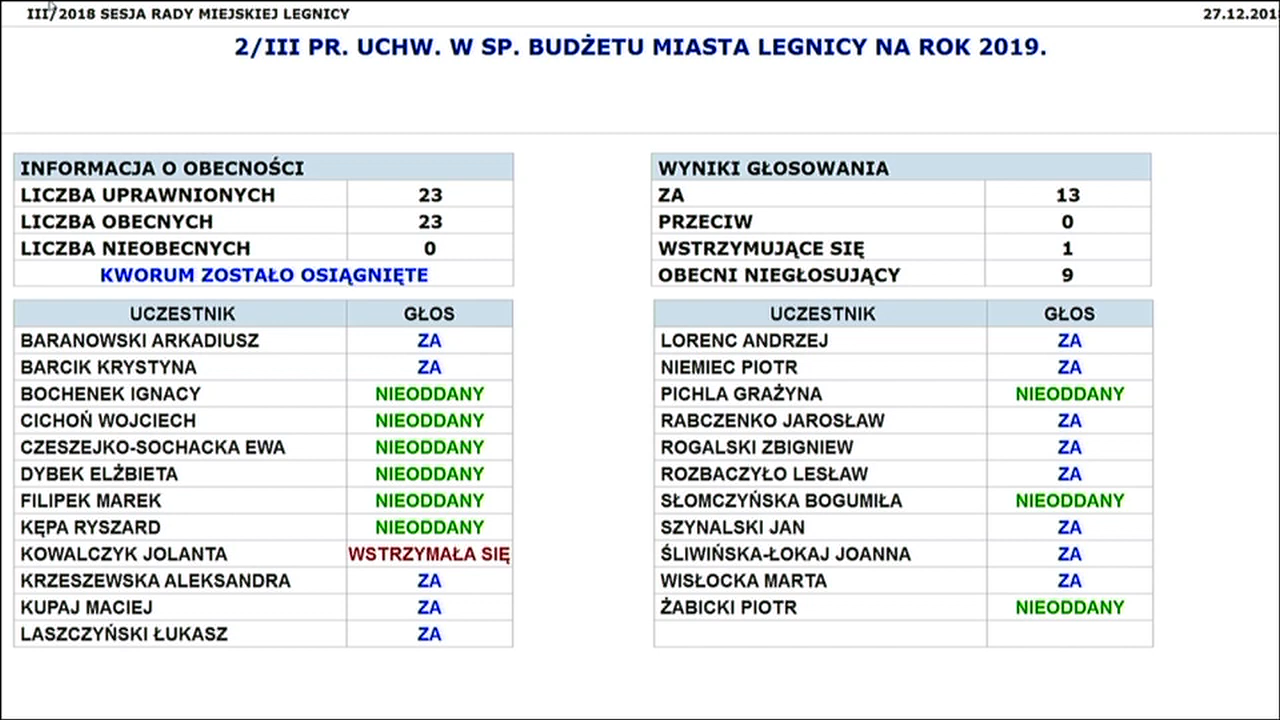 III/2018 SESJA RADY MIEJSKIEJ LEGNICY
27.12.201
2/III PR. UCHW. W SP. BUDŻETU MIASTA LEGNICY NA ROK 2019.
INFORMACJA O OBECNOŚCI
LICZBA UPRAWNIONYCH 23
LICZBA OBECNYCH 23
LICZBA NIEOBECNYCH 0
KWORUM ZOSTAŁO OSIĄGNIĘTE
WYNIKI GŁOSOWANIA
ZA 13
PRZECIW 0
WSTRZYMUJĄCE SIĘ 1
OBECNI NIEGŁOSUJĄCY 9
UCZESTNIK GŁOS
BARANOWSKI ARKADIUSZ ZA
BARCIK KRYSTYNA ZA
BOCHENEK IGNACY NIEODDANY
CICHOŃ WOJCIECH NIEODDANY
CZESZEJKO-SOCHACKA EWA NIEODDANY
DYBEK ELŻBIETA NIEODDANY
FILIPEK MAREK NIEODDANY
KĘPA RYSZARD NIEODDANY
KOWALCZYK JOLANTA WSTRZYMAŁA SIĘ
KRZESZEWSKA ALEKSANDRA ZA
KUPAJ MACIEJ ZA
LASZCZYŃSKI ŁUKASZ ZA
UCZESTNIK GŁOS
LORENC ANDRZEJ ZA
NIEMIEC PIOTR ZA
PICHLA GRAŻYNA NIEODDANY
RABCZENKO JAROSŁAW ZA
ROGALSKI ZBIGNIEW ZA
ROZBACZYŁO LESŁAW ZA
SŁOMCZYŃSKA BOGUMIŁA NIEODDANY
SZYNALSKI JAN ZA
ŚLIWIŃSKA-ŁOKAJ JOANNA ZA
WISŁOCKA MARTA ZA
ŻABICKI PIOTR NIEODDANY